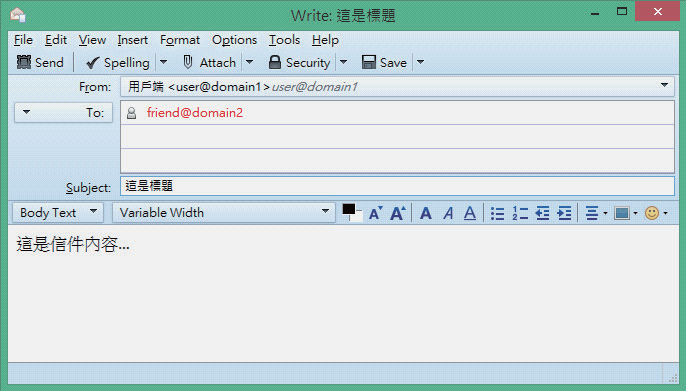 Write: 這是標題
File Edit View Insert Format Options Tools Help
Send Spelling Attach Security Save
From: 用戶端 <user@domain1> user@domain1
To: friend@domain2
Subject: 這是標題
Body Text Variable Width
這是信件內容...